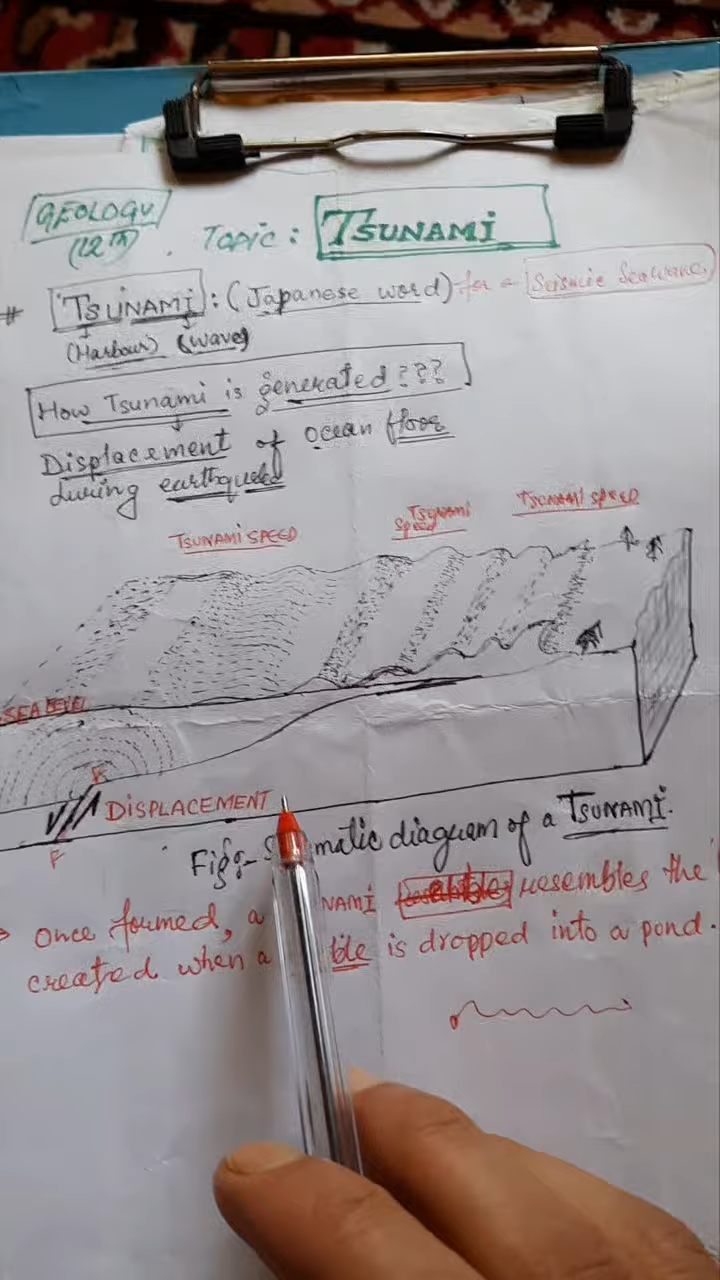 GEOLOGY
(12th). Topic: TSUNAMI
# TSUNAMI: (Japanese word) for a Seismic Seawave
(Harbour) (wave)
How Tsunami is generated???
Displacement of ocean floor
during earthquake
TSUNAMI SPEED
Tsunami
Speed
TSUNAMI SPEED
SEA LEVEL
F
DISPLACEMENT
F
Fig:- matic diagram of a TSUNAMI.
Once formed, a NAMI resembles the
created when a ble is dropped into a pond.